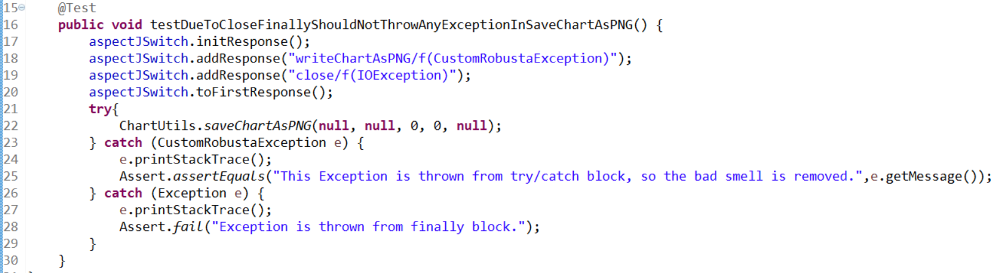 15 @Test
16 public void testDueToCloseFinallyShouldNotThrowAnyExceptionInSaveChartAsPNG() {
17 aspectJSwitch.initResponse();
18 aspectJSwitch.addResponse("writeChartAsPNG/f(CustomRobustaException)");
19 aspectJSwitch.addResponse("close/f(IOException)");
20 aspectJSwitch.toFirstResponse();
21 try{
22 ChartUtils.saveChartAsPNG(null, null, 0, 0, null);
23 } catch (CustomRobustaException e) {
24 e.printStackTrace();
25 Assert.assertEquals("This Exception is thrown from try/catch block, so the bad smell is removed.",e.getMessage());
26 } catch (Exception e) {
27 e.printStackTrace();
28 Assert.fail("Exception is thrown from finally block.");
29 }
30 }